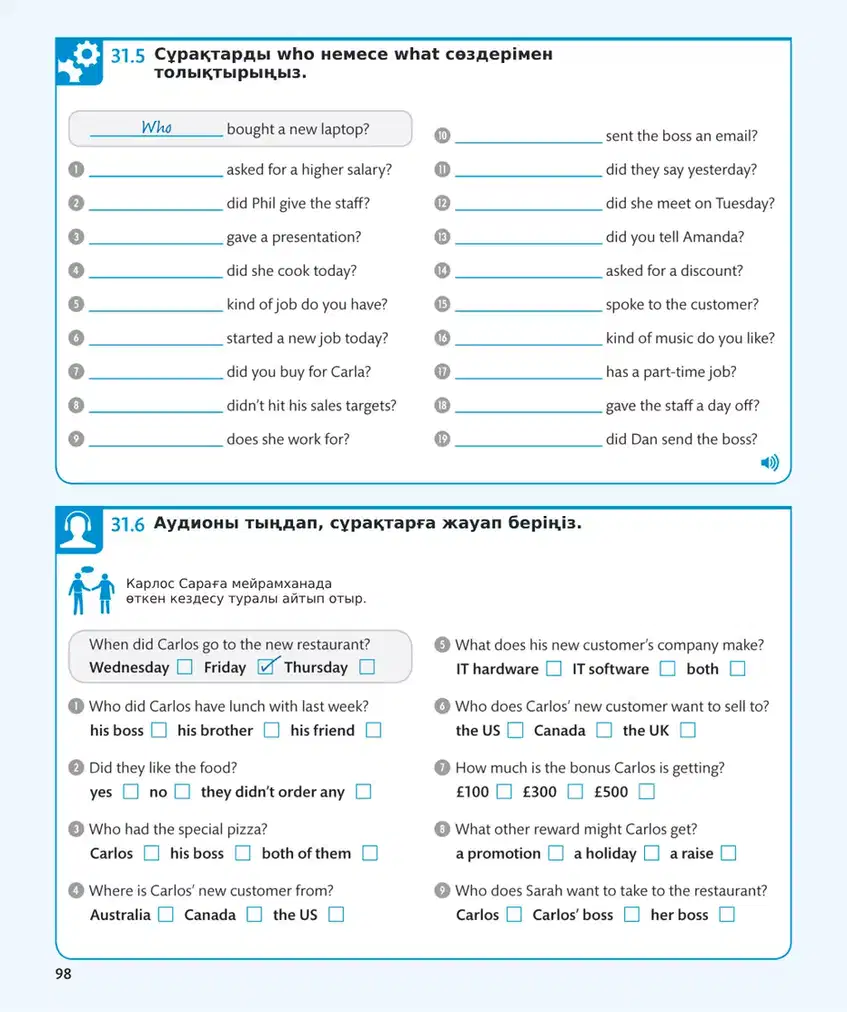 31.5 Сұрақтарды who немесе what сөздерімен
толықтырыңыз.
Who bought a new laptop?
1 asked for a higher salary?
2 did Phil give the staff?
3 gave a presentation?
4 did she cook today?
5 kind of job do you have?
6 started a new job today?
7 did you buy for Carla?
8 didn't hit his sales targets?
9 does she work for?
10 sent the boss an email?
11 did they say yesterday?
12 did she meet on Tuesday?
13 did you tell Amanda?
14 asked for a discount?
15 spoke to the customer?
16 kind of music do you like?
17 has a part-time job?
18 gave the staff a day off?
19 did Dan send the boss?
31.6 Аудионы тыңдап, сұрақтарға жауап беріңіз.
Карлос Сараға мейрамханада
өткен кездесу туралы айтып отыр.
When did Carlos go to the new restaurant?
Wednesday Friday Thursday
1 Who did Carlos have lunch with last week?
his boss his brother his friend
2 Did they like the food?
yes no they didn't order any
3 Who had the special pizza?
Carlos his boss both of them
4 Where is Carlos' new customer from?
Australia Canada the US
5 What does his new customer's company make?
IT hardware IT software both
6 Who does Carlos' new customer want to sell to?
the US Canada the UK
7 How much is the bonus Carlos is getting?
£100 £300 £500
8 What other reward might Carlos get?
a promotion a holiday a raise
9 Who does Sarah want to take to the restaurant?
Carlos Carlos' boss her boss
98